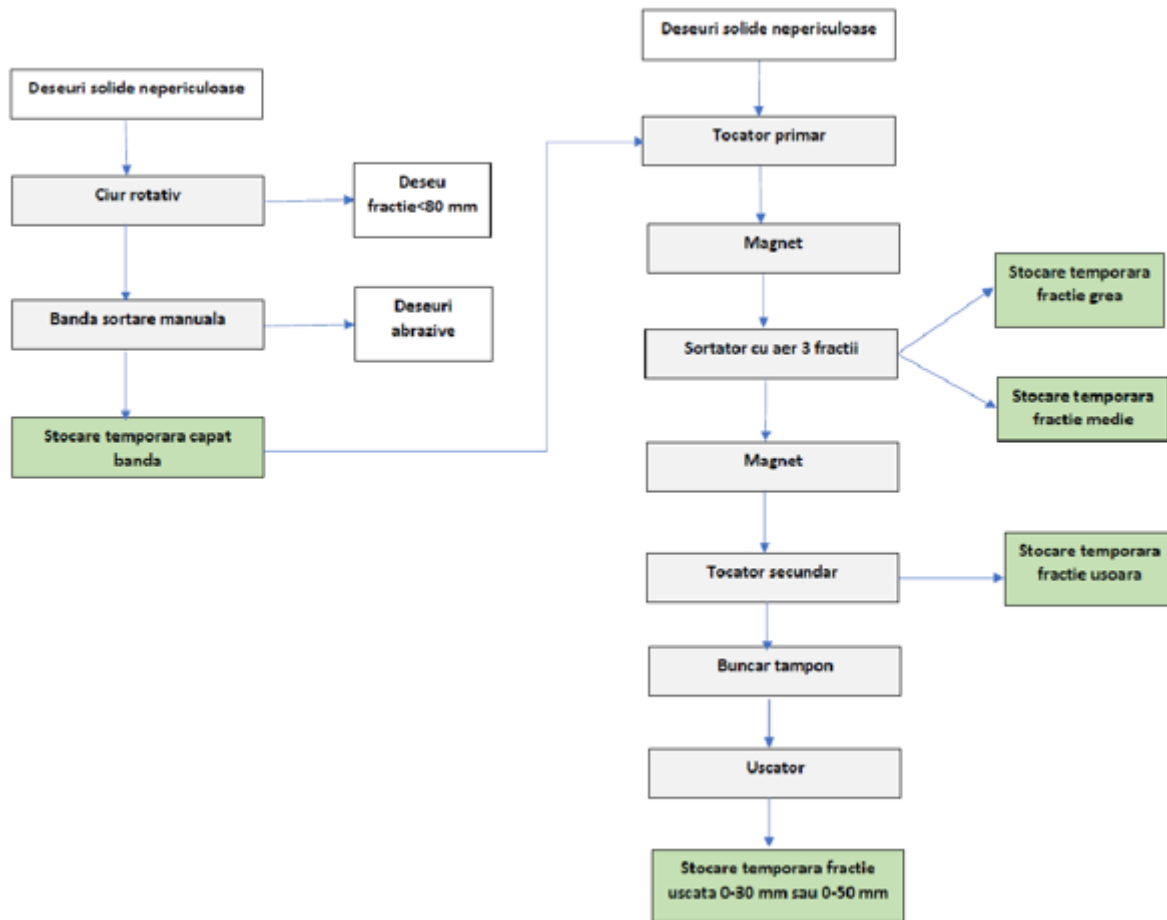 Deseuri solide nepericuloase
Ciur rotativ
Deseu
fractie<80 mm
Banda sortare manuala
Deseuri
abrazive
Stocare temporara capat
banda
Deseuri solide nepericuloase
Tocator primar
Magnet
Sortator cu aer 3 fractii
Stocare temporara
fractie grea
Stocare temporara
fractie medie
Magnet
Tocator secundar
Stocare temporara
fractie usoara
Buncar tampon
Uscator
Stocare temporara fractie
uscata 0-30 mm sau 0-50 mm